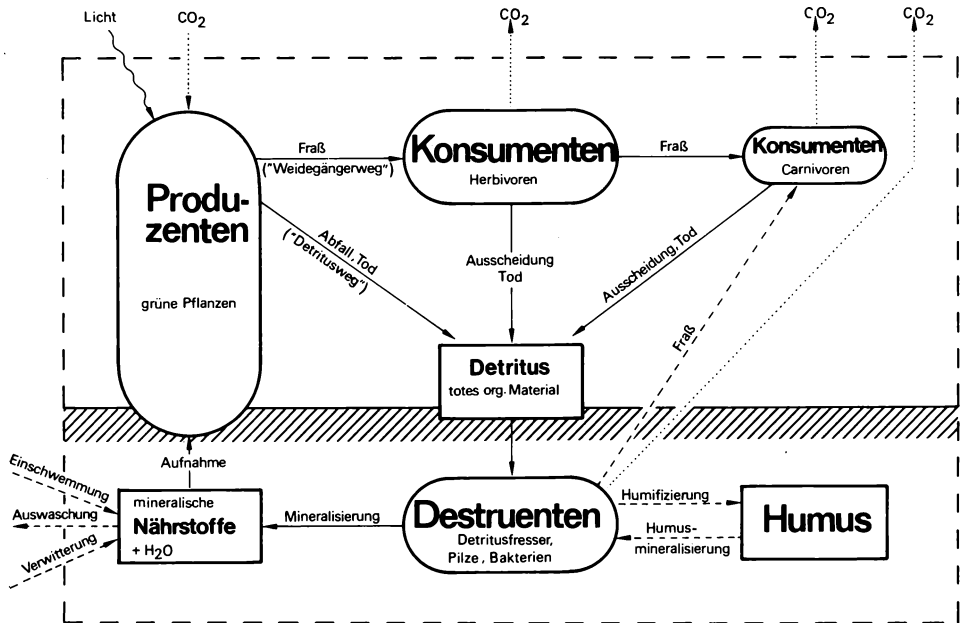 Licht
CO2
CO2
CO2
CO2
Fraß
("Weidegängerweg")
Konsumenten
Herbivoren
Fraß
Konsumenten
Carnivoren
Produ-
zenten
grüne Pflanzen
Abfall, Tod
("Detritusweg")
Ausscheidung
Tod
Ausscheidung, Tod
Fraß
Detritus
totes org. Material
Aufnahme
Einschwemmung
Auswaschung
Verwitterung
mineralische
Nährstoffe
+ H2O
Mineralisierung
Destruenten
Detritusfresser,
Pilze, Bakterien
Humifizierung
Humus-
mineralisierung
Humus